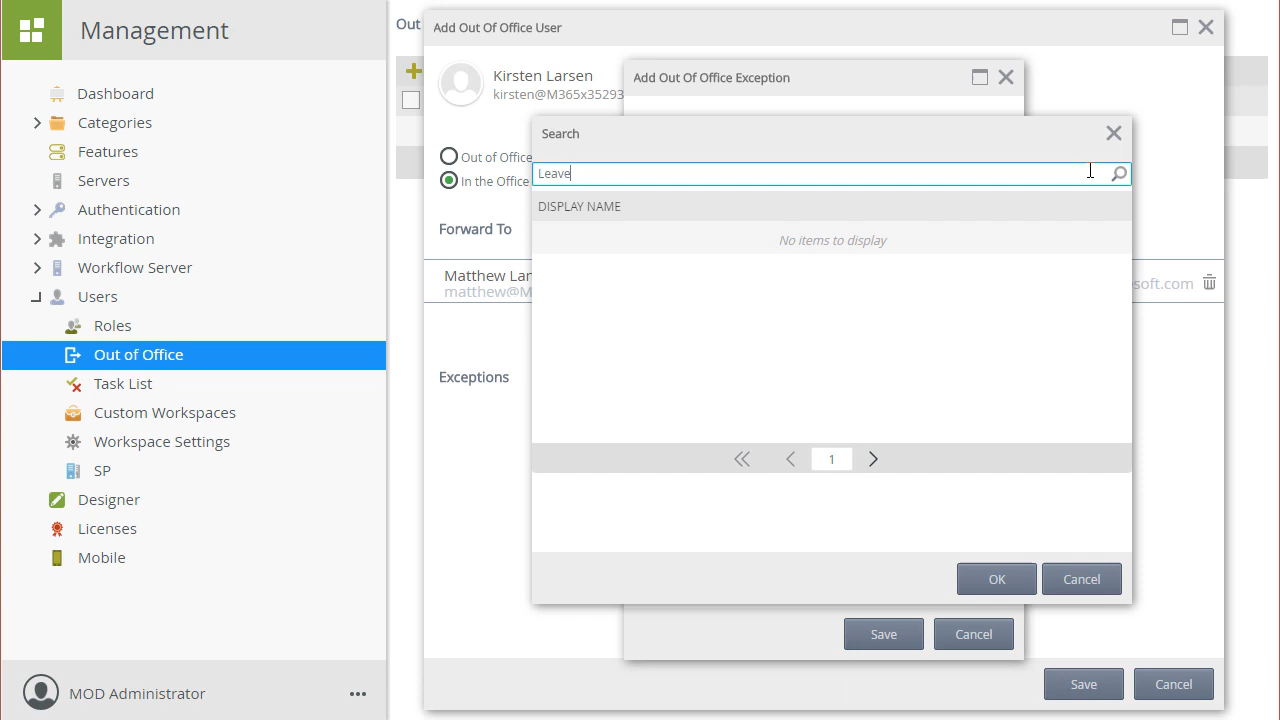 Management
Dashboard
Categories
Features
Servers
Authentication
Integration
Workflow Server
Users
Roles
Out of Office
Task List
Custom Workspaces
Workspace Settings
SP
Designer
Licenses
Mobile
MOD Administrator
Out
Add Out Of Office User
Kirsten Larsen
kirsten@M365x35293
Out of Office
In the Office
Forward To
Matthew Lar
matthew@M
soft.com
Exceptions
Save
Cancel
Add Out Of Office Exception
Save
Cancel
Search
Leave
DISPLAY NAME
No items to display
1
OK
Cancel